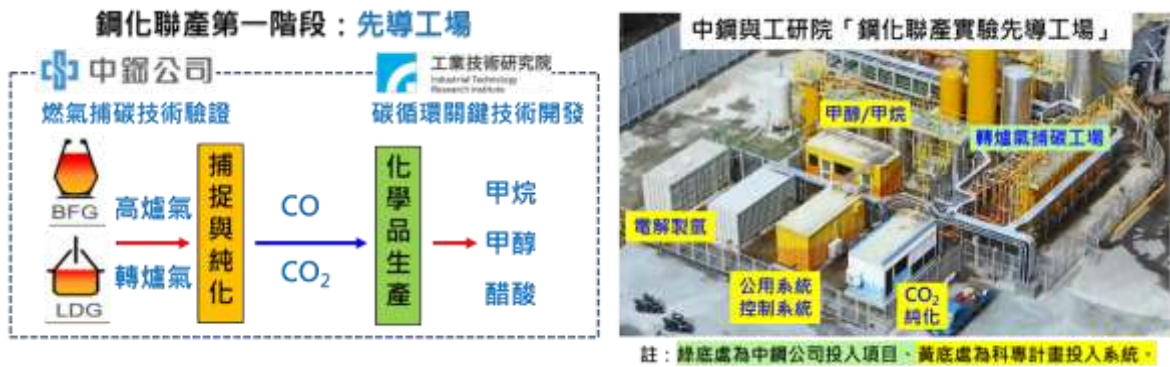 鋼化聯產第一階段：先導工場
中鋼公司
工業技術研究院
Industrial Technology
Research Institute
燃氣捕碳技術驗證
碳循環關鍵技術開發
BFG
高爐氣
LDG
轉爐氣
捕捉與純化
CO
CO₂
化學品生產
甲烷
甲醇
醋酸
中鋼與工研院「鋼化聯產實驗先導工場」
甲醇/甲烷
轉爐氣捕碳工場
電解製氫
公用系統
控制系統
CO₂
純化
註：綠底處為中鋼公司投入項目、黃底處為科專計畫投入系統。